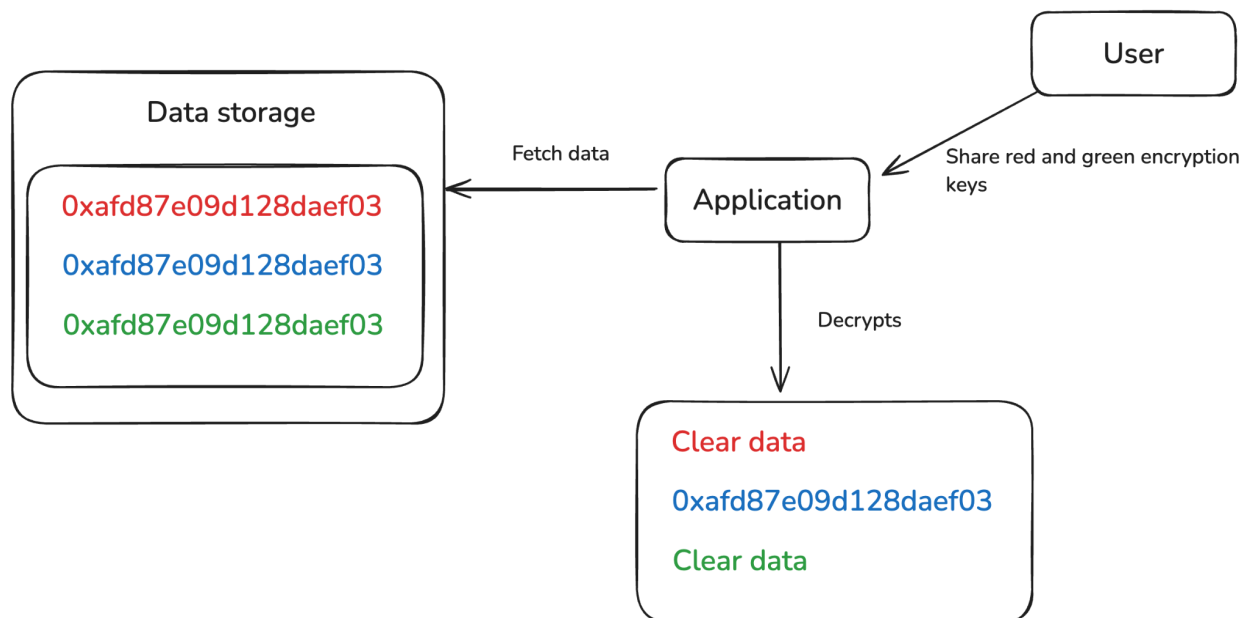 User
Data storage
Fetch data
Share red and green encryption
keys
Application
0xafd87e09d128daef03
0xafd87e09d128daef03
0xafd87e09d128daef03
Decrypts
Clear data
0xafd87e09d128daef03
Clear data